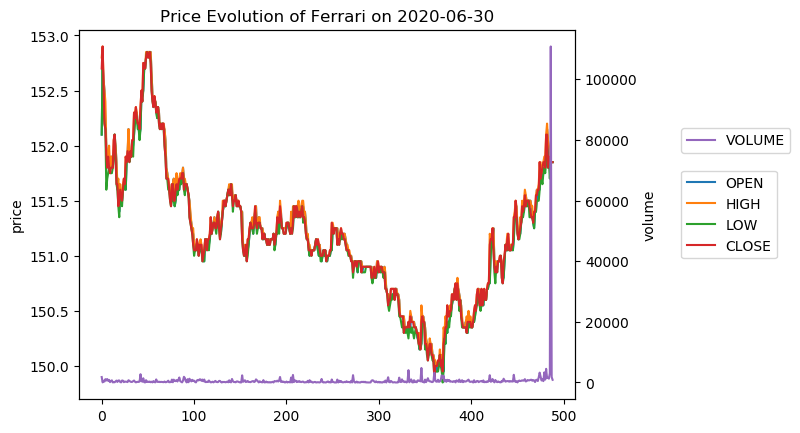 Price Evolution of Ferrari on 2020-06-30
153.0
152.5
152.0
151.5
151.0
150.5
150.0
price
0
100
200
300
400
500
100000
80000
60000
40000
20000
0
volume
VOLUME
OPEN
HIGH
LOW
CLOSE